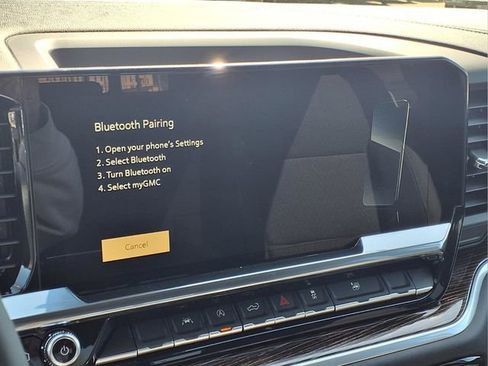 Bluetooth Pairing
1. Open your phone's Settings
2. Select Bluetooth
3. Turn Bluetooth on
4. Select myGMC
Cancel